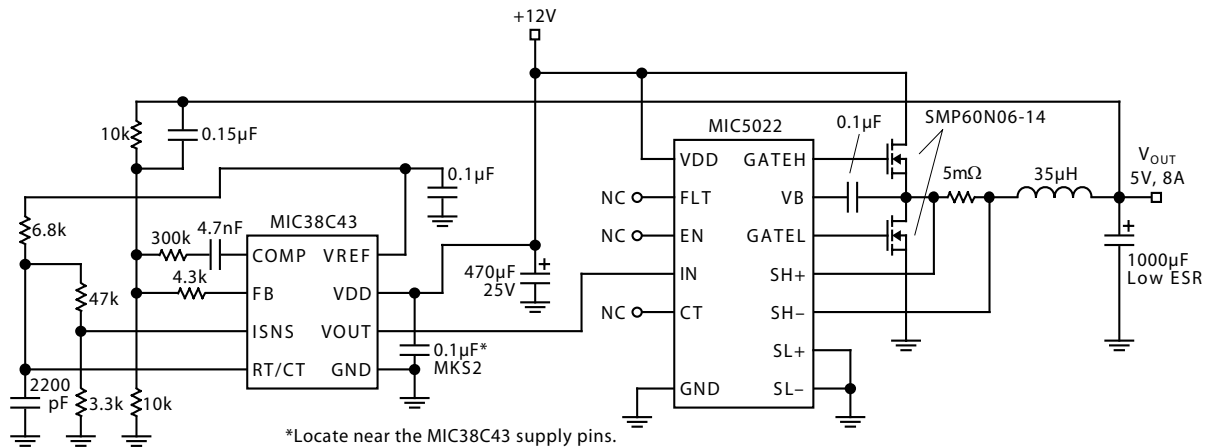 +12V
10k
0.15µF
MIC5022
0.1µF
SMP60N06-14
VDD
GATEH
VOUT
5V, 8A
5mΩ
35µH
NC
FLT
VB
0.1µF
MIC38C43
6.8k
300k
4.7nF
COMP
VREF
NC
EN
GATEL
4.3k
47k
FB
VDD
470µF
25V
IN
SH+
1000µF
Low ESR
NC
CT
SH–
ISNS
VOUT
0.1µF*
MKS2
SL+
RT/CT
GND
GND
SL–
2200
pF
3.3k
10k
*Locate near the MIC38C43 supply pins.